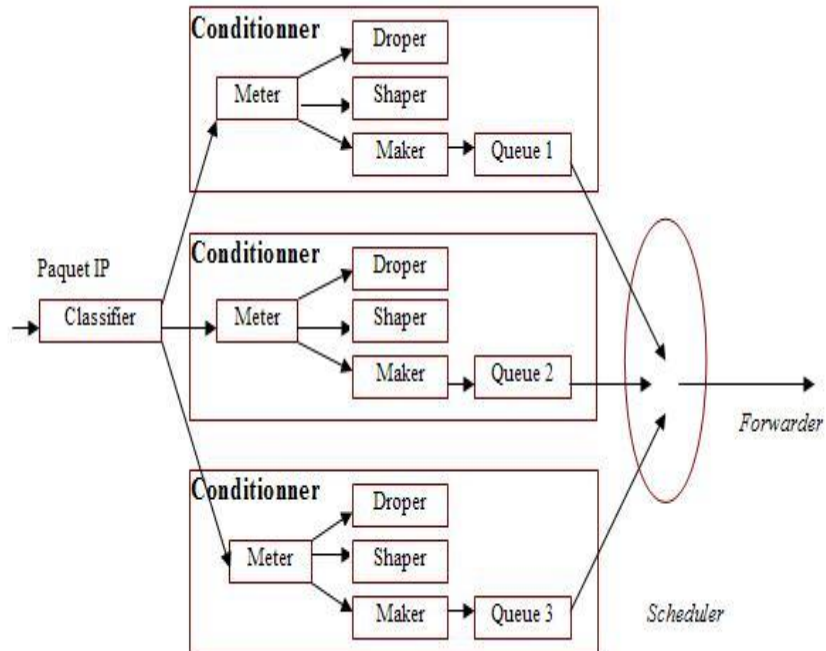 Conditionner
Droper
Meter
Shaper
Maker
Queue 1
Paquet IP
Classifier
Conditionner
Droper
Meter
Shaper
Maker
Queue 2
Forwarder
Conditionner
Droper
Meter
Shaper
Maker
Queue 3
Scheduler